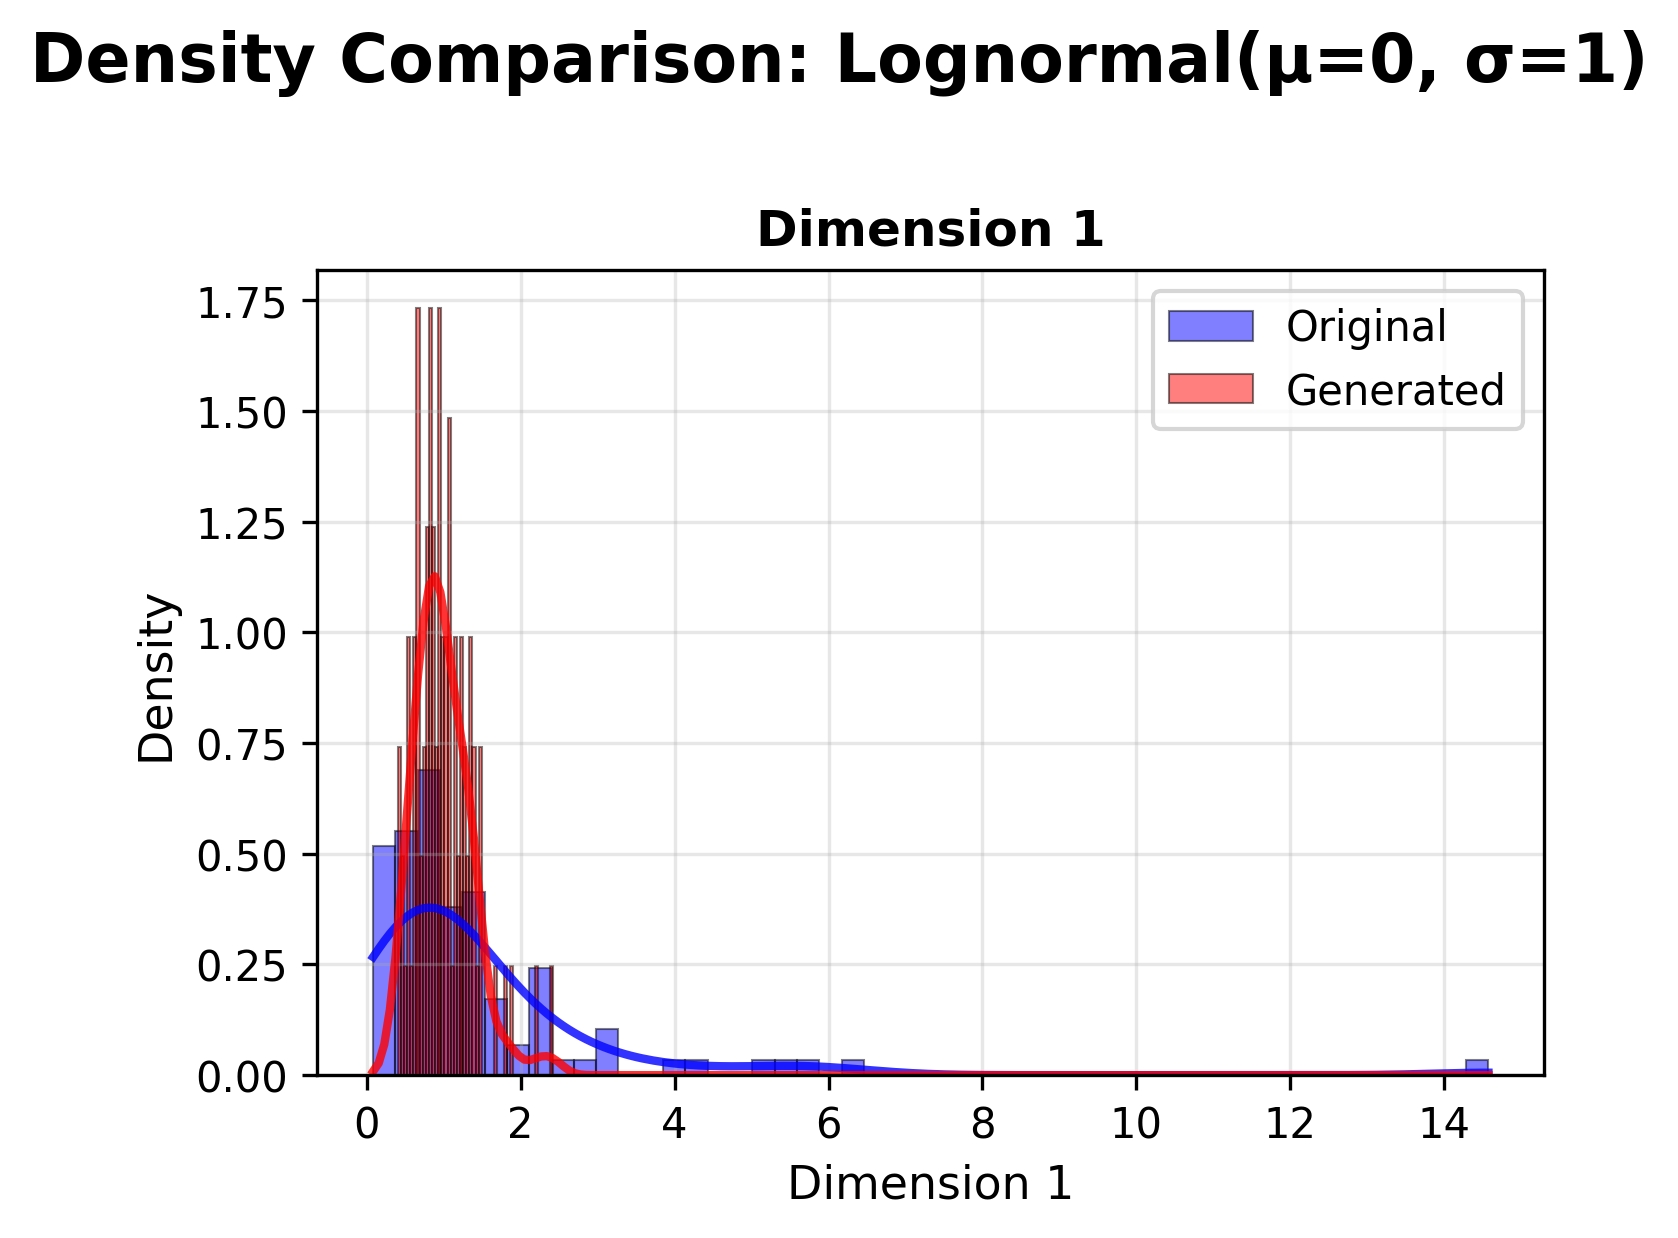 Density Comparison: Lognormal(μ=0, σ=1)
Dimension 1
Original
Generated
1.75
1.50
1.25
1.00
0.75
0.50
0.25
0.00
Density
0 2 4 6 8 10 12 14
Dimension 1